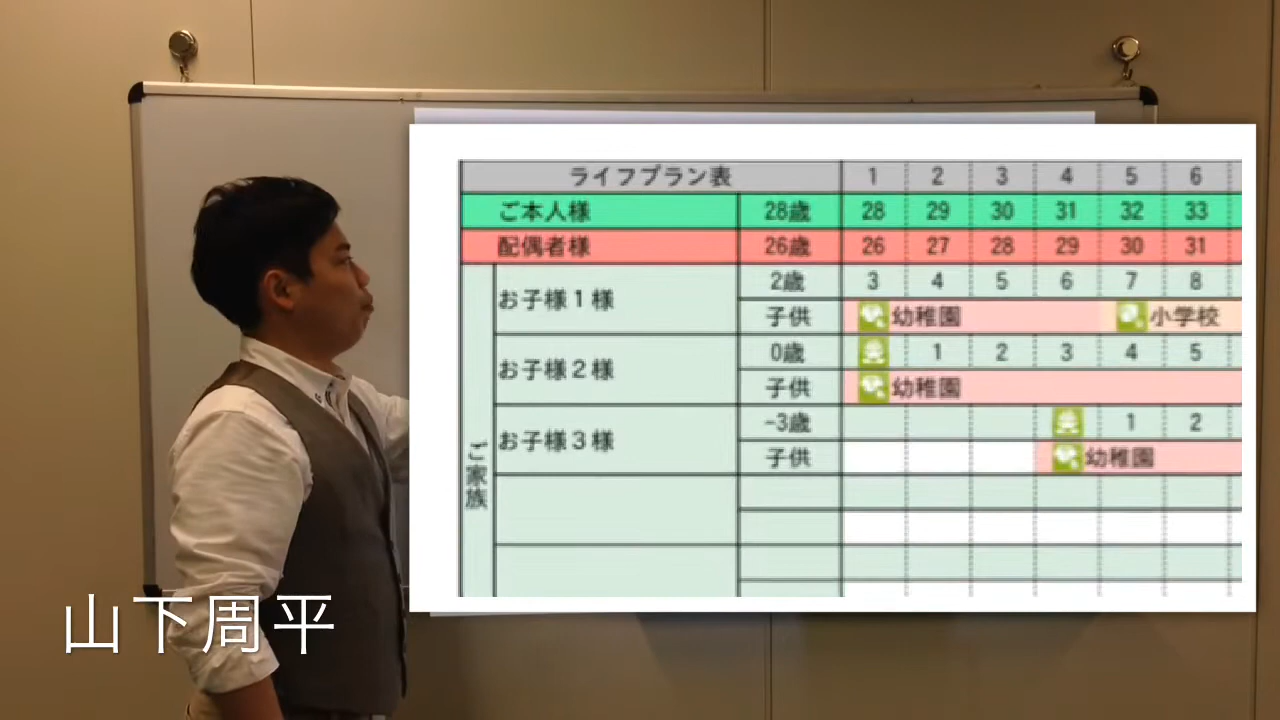 ライフプラン表 1 2 3 4 5 6
ご本人様 28歳 28 29 30 31 32 33
配偶者様 26歳 26 27 28 29 30 31
お子様1様 2歳 3 4 5 6 7 8
子供 幼稚園 小学校
お子様2様 0歳 1 2 3 4 5
子供 幼稚園
お子様3様 -3歳 1 2
子供 幼稚園
ご家族
山下周平